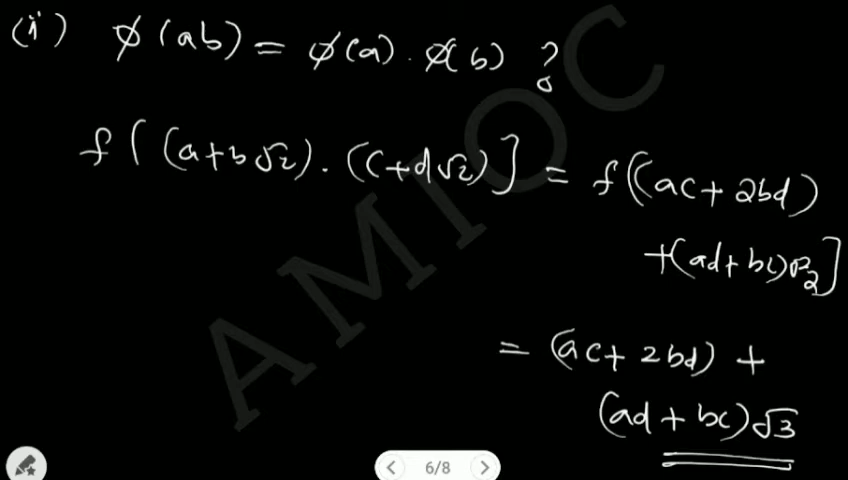 (ii) φ(ab) = φ(a) . φ(b) ?
f[(a+b√2) . (c+d√2)] = f[(ac+2bd)
+(ad+bc)√2]
= (ac+2bd) +
(ad+bc)√3
AMIOC
6/8